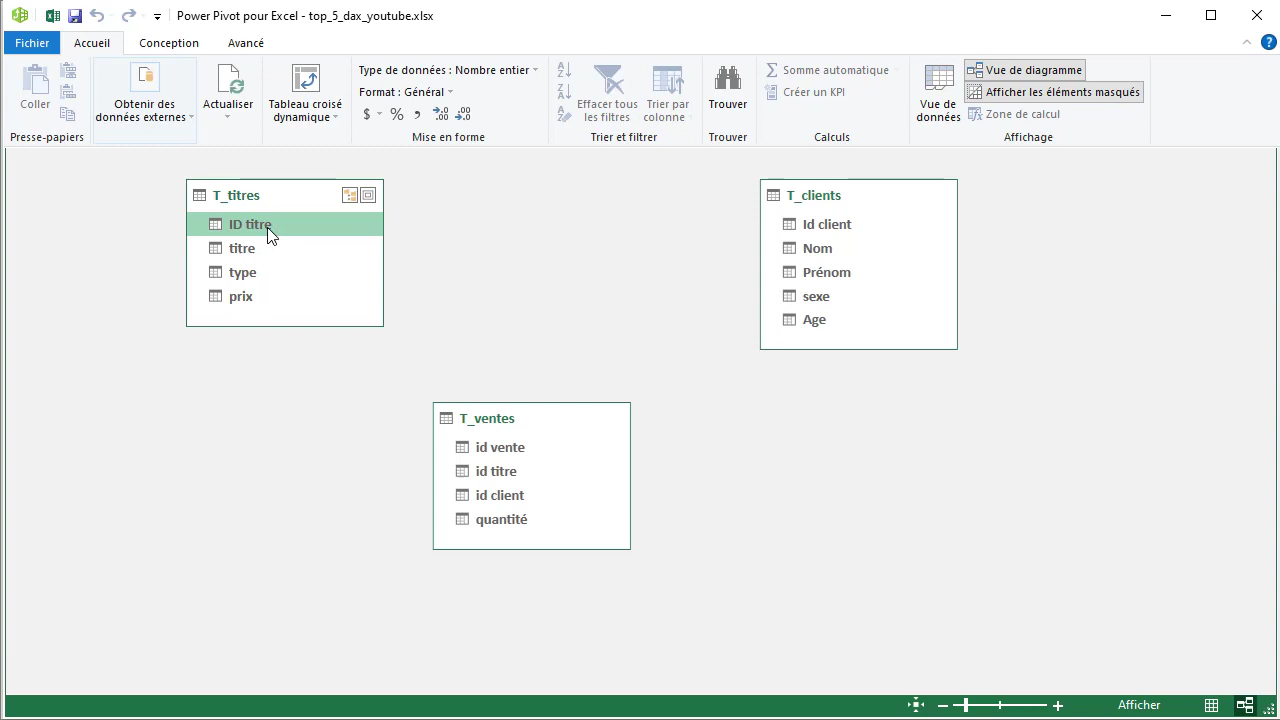 Power Pivot pour Excel - top_5_dax_youtube.xlsx
Fichier
Accueil
Conception
Avancé
Coller
Presse-papiers
Obtenir des
données externes
Actualiser
Tableau croisé
dynamique
Type de données : Nombre entier
Format : Général
$ %
Mise en forme
Effacer tous
les filtres
Trier par
colonne
Trier et filtrer
Trouver
Trouver
Somme automatique
Créer un KPI
Calculs
Vue de
données
Vue de diagramme
Afficher les éléments masqués
Zone de calcul
Affichage
T_titres
ID titre
titre
type
prix
T_clients
Id client
Nom
Prénom
sexe
Age
T_ventes
id vente
id titre
id client
quantité
Afficher